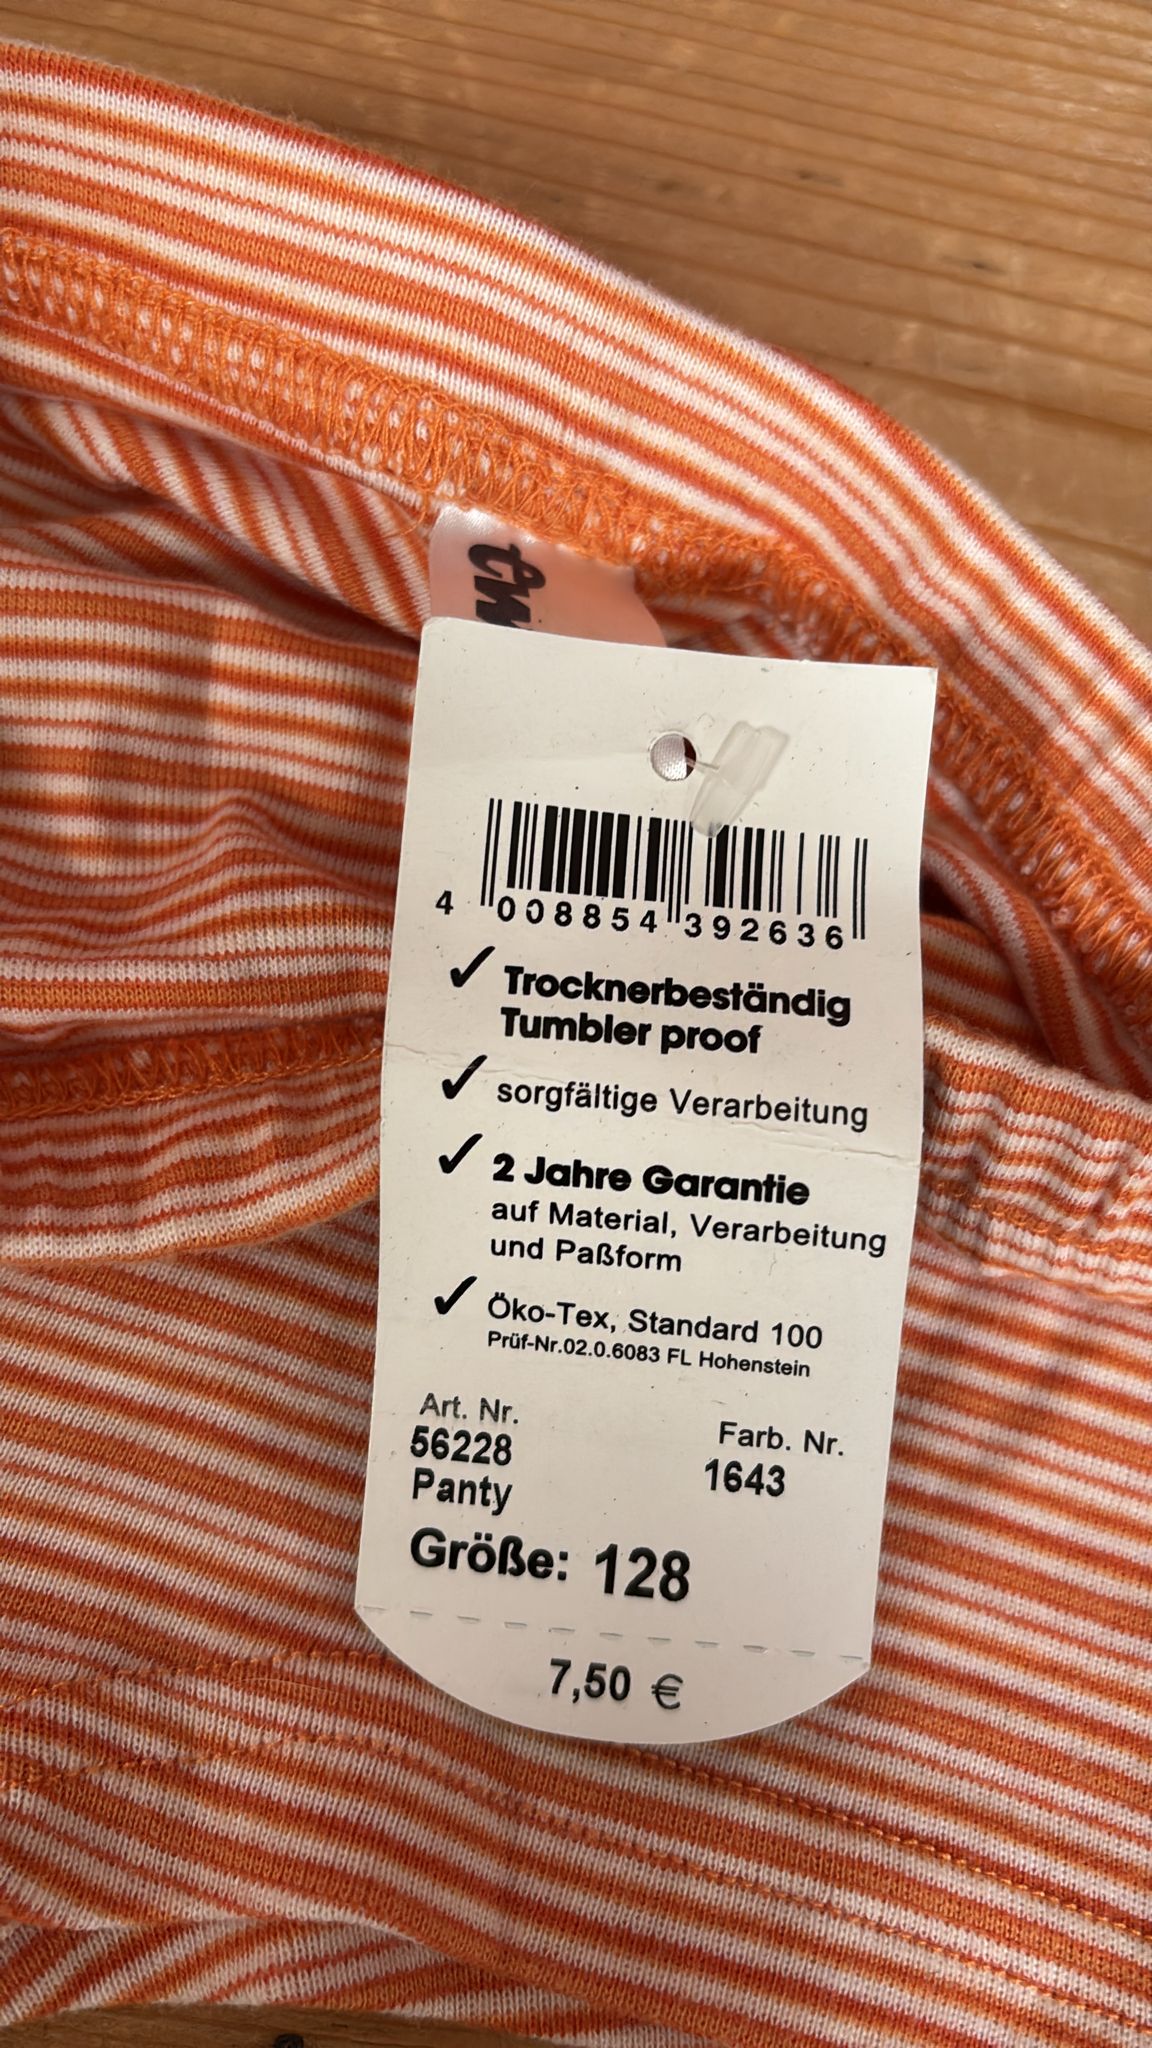 4 008854 392636
✓ Trocknerbeständig
Tumbler proof
✓ sorgfältige Verarbeitung
✓ 2 Jahre Garantie
auf Material, Verarbeitung
und Paßform
✓ Öko-Tex, Standard 100
Prüf-Nr.02.0.6083 FL Hohenstein
Art. Nr. Farb. Nr.
56228 1643
Panty
Größe: 128
7,50 €